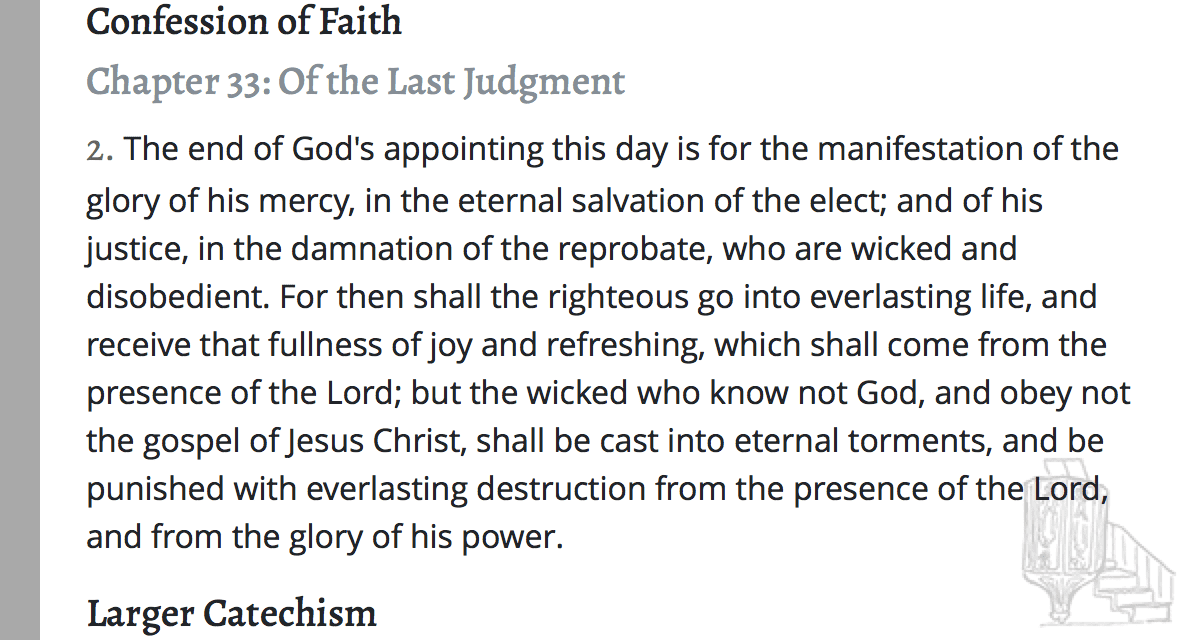 Confession of Faith
Chapter 33: Of the Last Judgment
2. The end of God's appointing this day is for the manifestation of the
glory of his mercy, in the eternal salvation of the elect; and of his
justice, in the damnation of the reprobate, who are wicked and
disobedient. For then shall the righteous go into everlasting life, and
receive that fullness of joy and refreshing, which shall come from the
presence of the Lord; but the wicked who know not God, and obey not
the gospel of Jesus Christ, shall be cast into eternal torments, and be
punished with everlasting destruction from the presence of the Lord,
and from the glory of his power.
Larger Catechism